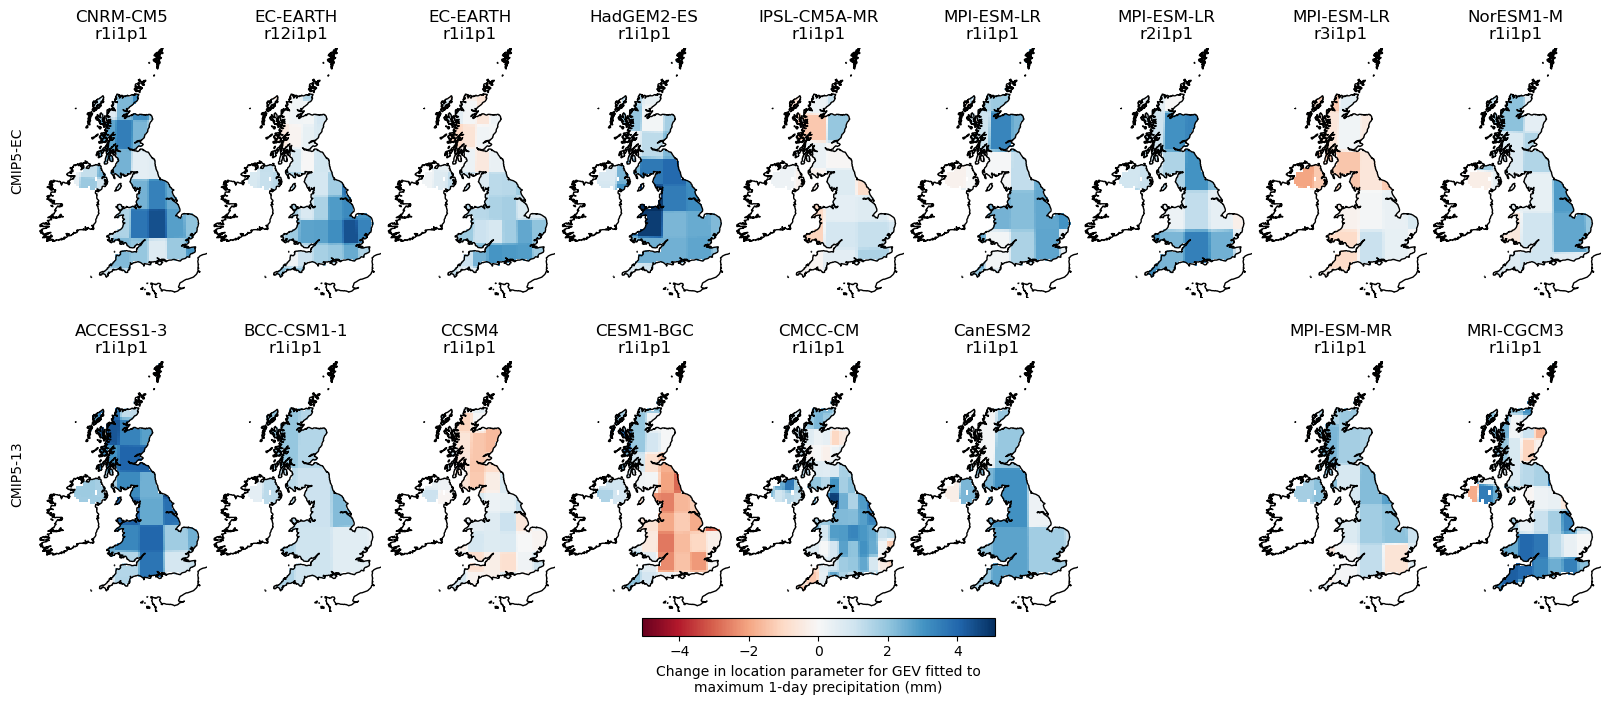 CNRM-CM5
r1i1p1
EC-EARTH
r12i1p1
EC-EARTH
r1i1p1
HadGEM2-ES
r1i1p1
IPSL-CM5A-MR
r1i1p1
MPI-ESM-LR
r1i1p1
MPI-ESM-LR
r2i1p1
MPI-ESM-LR
r3i1p1
NorESM1-M
r1i1p1
CMIP5-EC
ACCESS1-3
r1i1p1
BCC-CSM1-1
r1i1p1
CCSM4
r1i1p1
CESM1-BGC
r1i1p1
CMCC-CM
r1i1p1
CanESM2
r1i1p1
MPI-ESM-MR
r1i1p1
MRI-CGCM3
r1i1p1
CMIP5-13
−4 −2 0 2 4
Change in location parameter for GEV fitted to
maximum 1-day precipitation (mm)